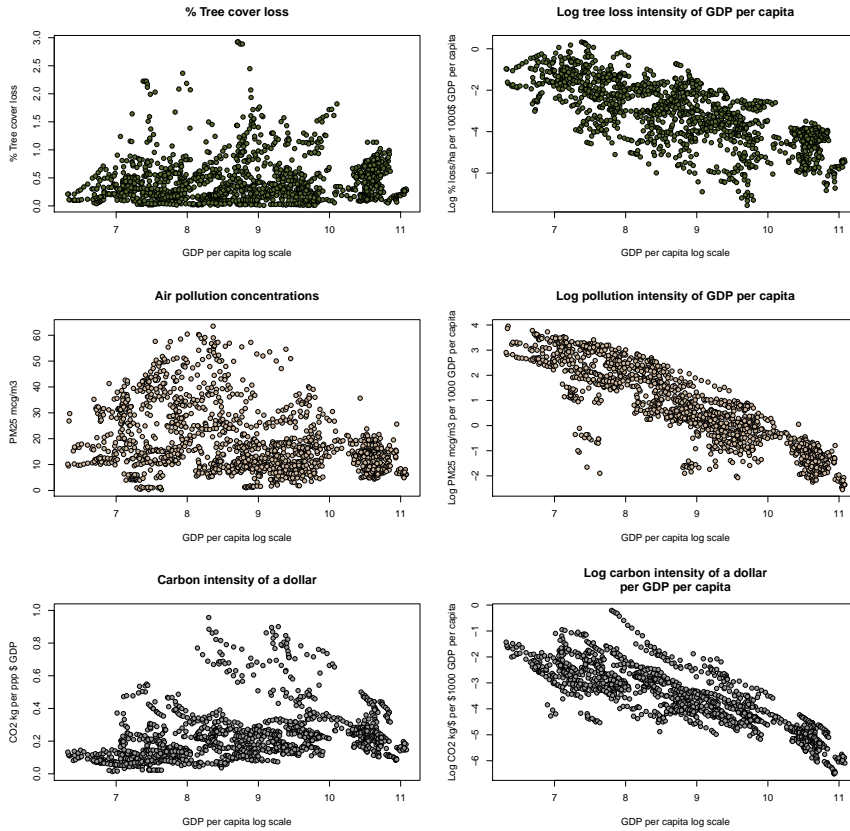 % Tree cover loss
% Tree cover loss
3.0
2.5
2.0
1.5
1.0
0.5
0.0
7 8 9 10 11
GDP per capita log scale
Log tree loss intensity of GDP per capita
Log % loss/ha per 1000$ GDP per capita
0
-2
-4
-6
7 8 9 10 11
GDP per capita log scale
Air pollution concentrations
PM25 mcg/m3
60
50
40
30
20
10
0
7 8 9 10 11
GDP per capita log scale
Log pollution intensity of GDP per capita
Log PM25 mcg/m3 per 1000 GDP per capita
4
3
2
1
0
-1
-2
7 8 9 10 11
GDP per capita log scale
Carbon intensity of a dollar
CO2 kg per ppp $ GDP
1.0
0.8
0.6
0.4
0.2
0.0
7 8 9 10 11
GDP per capita log scale
Log carbon intensity of a dollar
per GDP per capita
Log CO2 kg/$ per $1000 GDP per capita
0
-1
-2
-3
-4
-5
-6
7 8 9 10 11
GDP per capita log scale